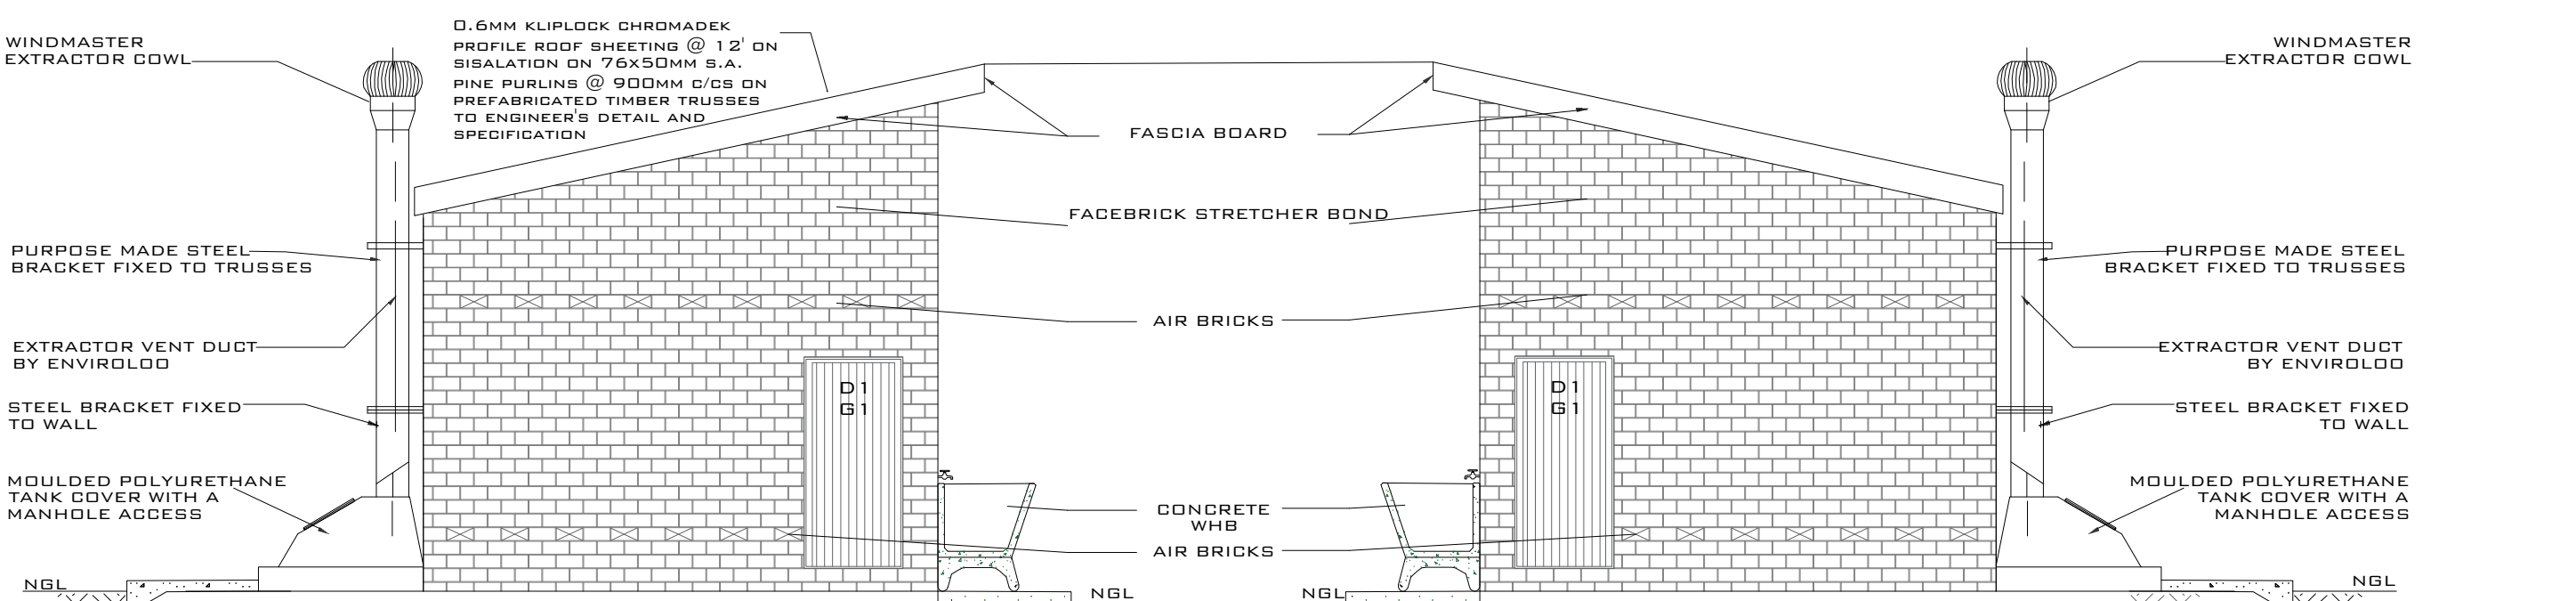 WINDMASTER
EXTRACTOR COWL
0.6MM KLIPLOCK CHROMADEK
PROFILE ROOF SHEETING @ 12' ON
SISALATION ON 76x50MM S.A.
PINE PURLINS @ 900MM C/CS ON
PREFABRICATED TIMBER TRUSSES
TO ENGINEER'S DETAIL AND
SPECIFICATION
PURPOSE MADE STEEL
BRACKET FIXED TO TRUSSES
EXTRACTOR VENT DUCT
BY ENVIROLOO
STEEL BRACKET FIXED
TO WALL
MOULDED POLYURETHANE
TANK COVER WITH A
MANHOLE ACCESS
NGL
D1
G1
FASCIA BOARD
FACEBRICK STRETCHER BOND
AIR BRICKS
CONCRETE
WHB
AIR BRICKS
NGL
NGL
D1
G1
WINDMASTER
EXTRACTOR COWL
PURPOSE MADE STEEL
BRACKET FIXED TO TRUSSES
EXTRACTOR VENT DUCT
BY ENVIROLOO
STEEL BRACKET FIXED
TO WALL
MOULDED POLYURETHANE
TANK COVER WITH A
MANHOLE ACCESS
NGL